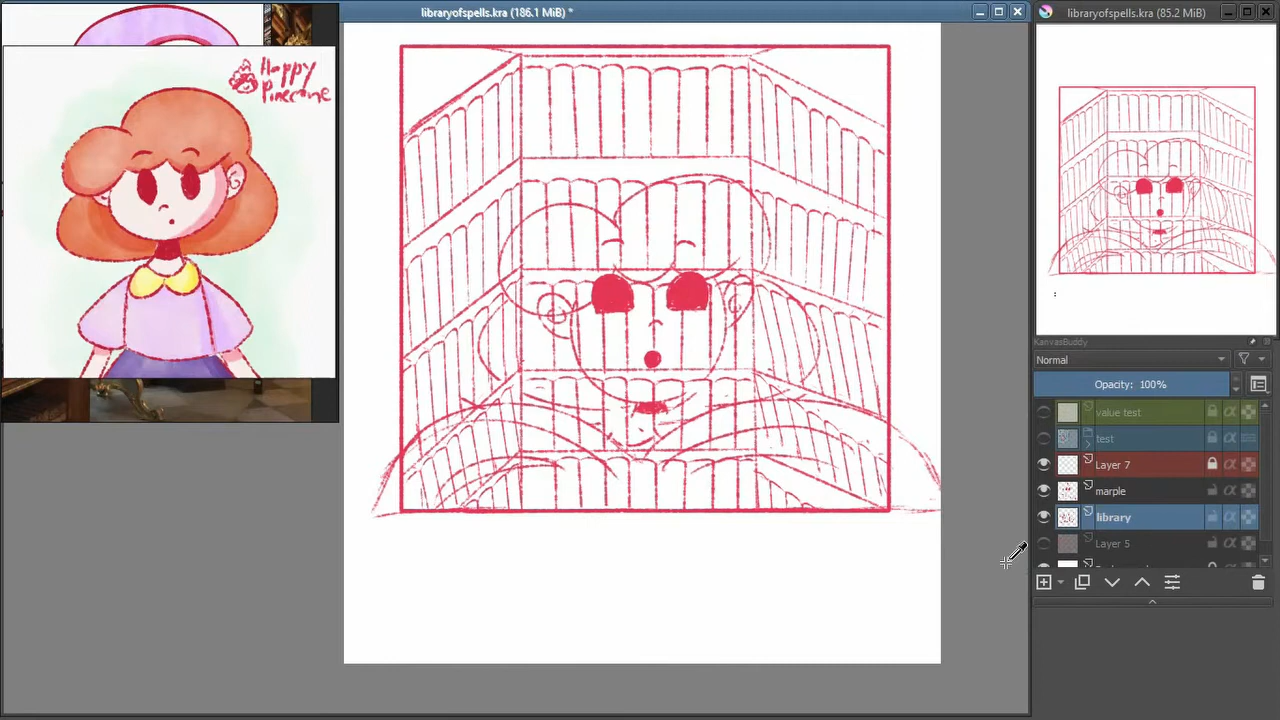 libraryofspells.kra (186.1 MiB) *
libraryofspells.kra (85.2 MiB) *
Happy
Pinecone
KanvasBuddy
Normal
Opacity: 100%
value test
test
Layer 7
marple
library
Layer 5